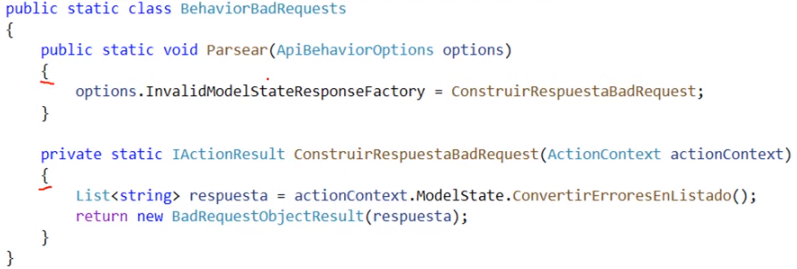 public static class BehaviorBadRequests
{
    public static void Parsear(ApiBehaviorOptions options)
    {
        options.InvalidModelStateResponseFactory = ConstruirRespuestaBadRequest;
    }

    private static IActionResult ConstruirRespuestaBadRequest(ActionContext actionContext)
    {
        List<string> respuesta = actionContext.ModelState.ConvertirErroresEnListado();
        return new BadRequestObjectResult(respuesta);
    }
}